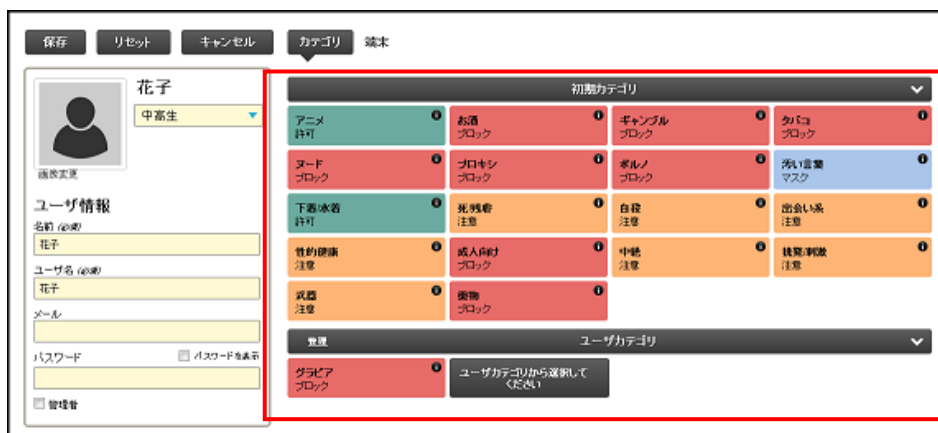 保存 リセット キャンセル カテゴリ 端末
花子
中高生
画像変更
ユーザ情報
名前 (必須)
花子
ユーザ名 (必須)
花子
メール
パスワード パスワードを表示
管理者
初期カテゴリ
アニメ
許可
お酒
ブロック
ギャンブル
ブロック
タバコ
ブロック
ヌード
ブロック
プロキシ
ブロック
ポルノ
ブロック
汚い言葉
マスク
下着/水着
許可
死/残虐
注意
自殺
注意
出会い系
注意
性的健康
注意
成人向け
ブロック
中絶
注意
挑発/刺激
注意
武器
注意
薬物
ブロック
管理 ユーザカテゴリ
グラビア
ブロック
ユーザカテゴリから選択して
ください